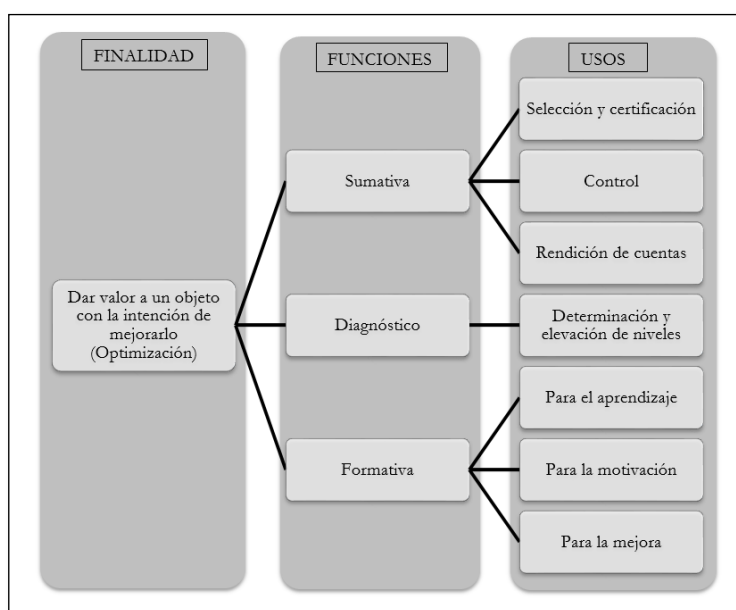 FINALIDAD
FUNCIONES
USOS
Dar valor a un objeto
con la intención de
mejorarlo
(Optimización)
Sumativa
Diagnóstico
Formativa
Selección y certificación
Control
Rendición de cuentas
Determinación y
elevación de niveles
Para el aprendizaje
Para la motivación
Para la mejora